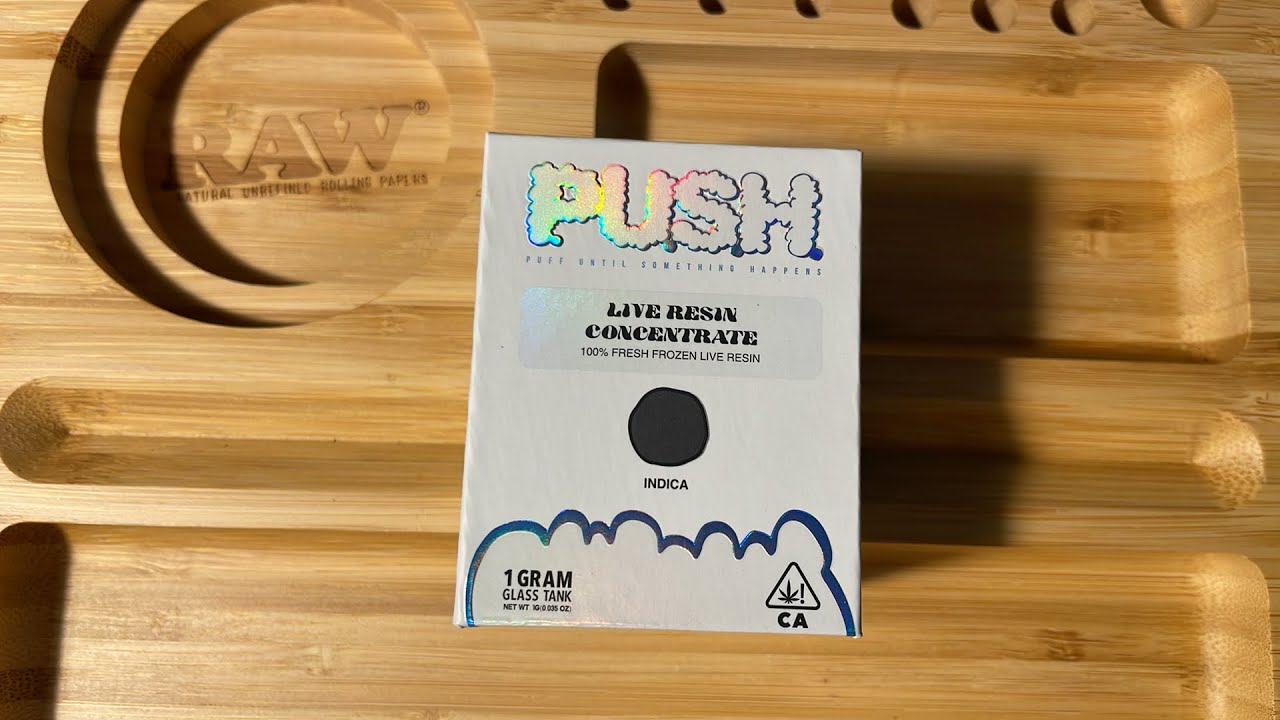 RAW®
NATURAL UNREFINED ROLLING PAPERS
PUSH.
PUFF UNTIL SOMETHING HAPPENS
LIVE RESIN
CONCENTRATE
100% FRESH FROZEN LIVE RESIN
INDICA
1 GRAM
GLASS TANK
NET WT 1G(0.035 OZ)
!
CA